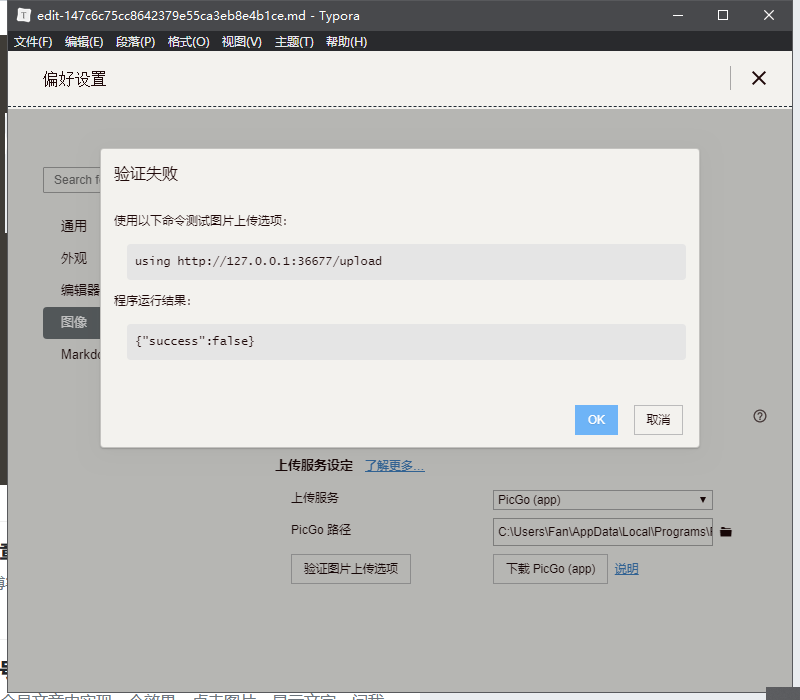 edit-147c6c75cc8642379e55ca3eb8e4b1ce.md - Typora
文件(F) 编辑(E) 段落(P) 格式(O) 视图(V) 主题(T) 帮助(H)
偏好设置
验证失败
Search f
使用以下命令测试图片上传选项:
通用
外观
using http://127.0.0.1:36677/upload
编辑器
程序运行结果:
图像
{"success":false}
Markdo
OK 取消
上传服务设定 了解更多...
上传服务 PicGo (app)
PicGo 路径 C:\Users\Fan\AppData\Local\Programs\
验证图片上传选项 下载 PicGo (app) 说明